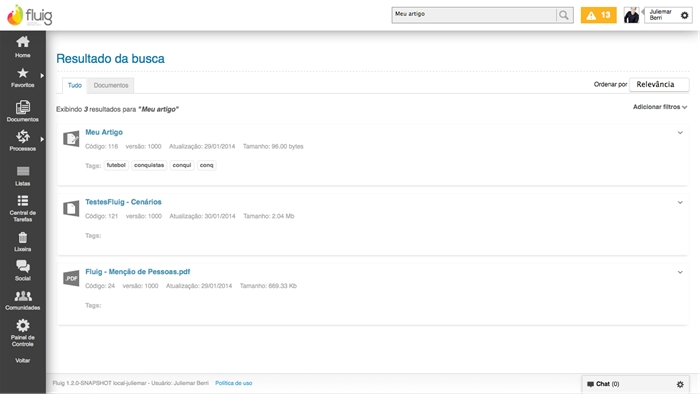 fluig
Meu artigo
13
Juliemar
Berri
Home
Favoritos
Documentos
Processos
Listas
Central de
Tarefas
Lixeira
Social
Comunidades
Painel de
Controle
Voltar
Resultado da busca
Tudo
Documentos
Ordenar por
Relevância
Exibindo 3 resultados para "Meu artigo"
Adicionar filtros
Meu Artigo
Código: 116 versão: 1000 Atualização: 29/01/2014 Tamanho: 96.00 bytes
Tags: futebol conquistas conqui conq
TestesFluig - Cenários
Código: 121 versão: 1000 Atualização: 30/01/2014 Tamanho: 2.04 Mb
Tags:
.PDF
Fluig - Menção de Pessoas.pdf
Código: 24 versão: 1000 Atualização: 29/01/2014 Tamanho: 669.33 Kb
Tags:
Fluig 1.2.0-SNAPSHOT local-juliemar - Usuário: Juliemar Berri Política de uso
Chat (0)